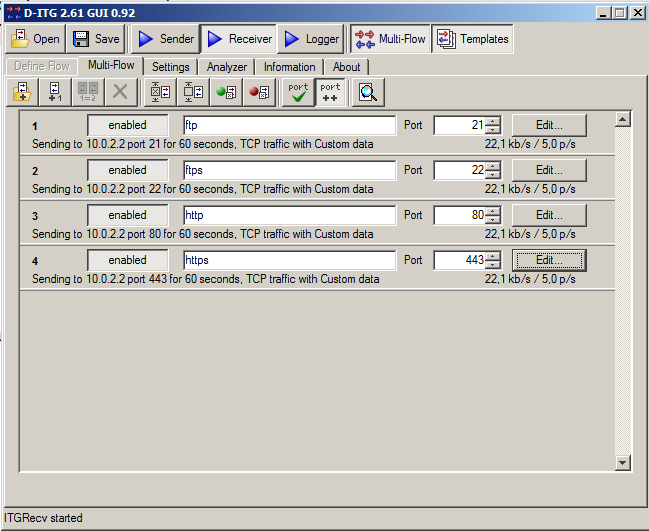 D-ITG 2.61 GUI 0.92
Open Save Sender Receiver Logger Multi-Flow Templates
Define Flow Multi-Flow Settings Analyzer Information About
+1 1=2 port port ++
1 enabled ftp Port 21 Edit...
Sending to 10.0.2.2 port 21 for 60 seconds, TCP traffic with Custom data 22,1 kb/s / 5,0 p/s
2 enabled ftps Port 22 Edit...
Sending to 10.0.2.2 port 22 for 60 seconds, TCP traffic with Custom data 22,1 kb/s / 5,0 p/s
3 enabled http Port 80 Edit...
Sending to 10.0.2.2 port 80 for 60 seconds, TCP traffic with Custom data 22,1 kb/s / 5,0 p/s
4 enabled https Port 443 Edit...
Sending to 10.0.2.2 port 443 for 60 seconds, TCP traffic with Custom data 22,1 kb/s / 5,0 p/s
ITGRecv started